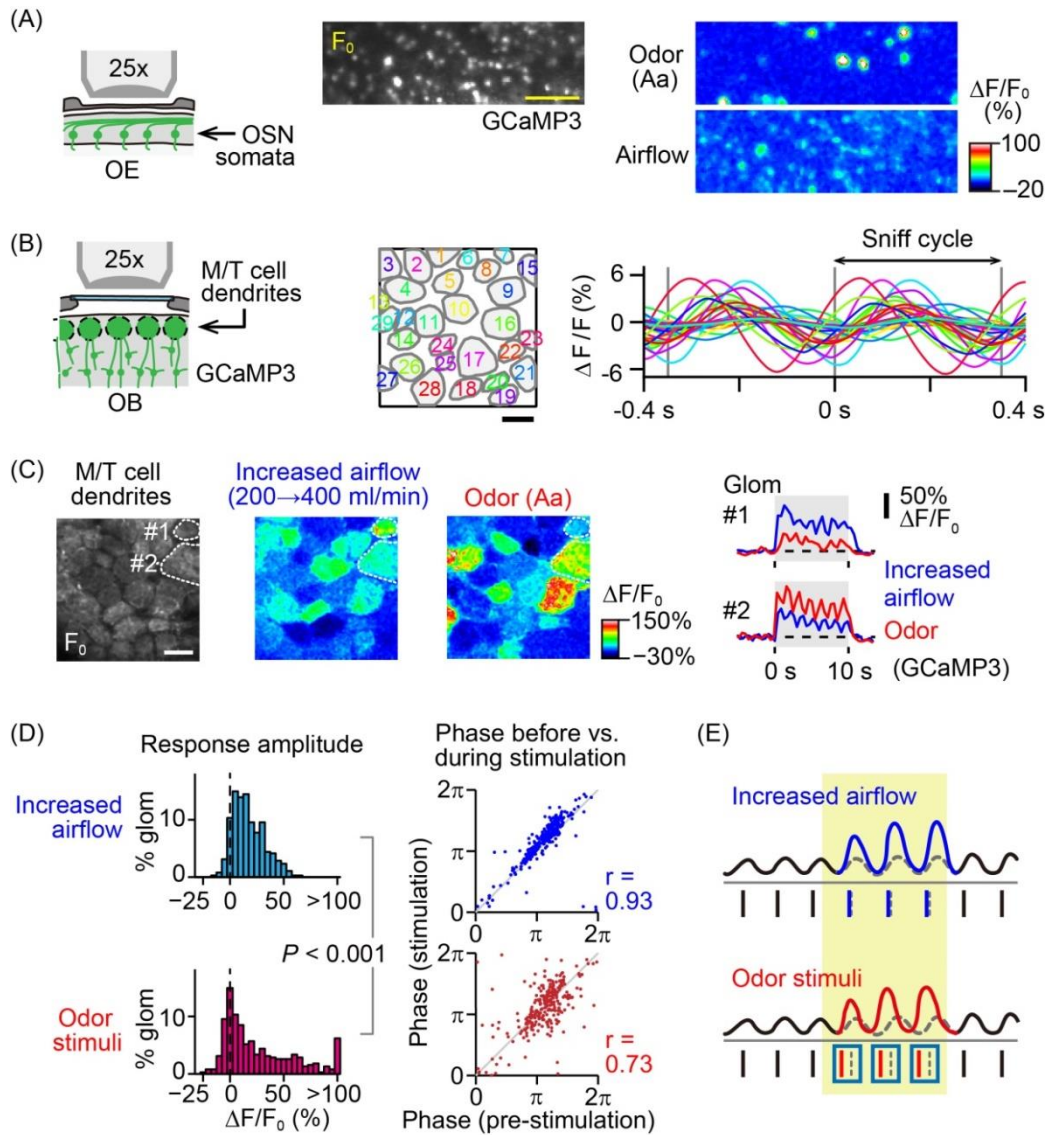 (A)
25x
OSN
somata
OE
F0
GCaMP3
Odor
(Aa)
Airflow
ΔF/F0
(%)
100
−20
(B)
25x
M/T cell
dendrites
GCaMP3
OB
1
2
3
4
5
6
7
8
9
10
11
12
13
14
15
16
17
18
19
20
21
22
23
24
25
26
27
28
29
Sniff cycle
ΔF/F (%)
6
0
-6
-0.4 s
0 s
0.4 s
(C)
M/T cell
dendrites
#1
#2
F0
Increased airflow
(200→400 ml/min)
Odor (Aa)
ΔF/F0
150%
−30%
Glom
#1
50%
ΔF/F0
#2
Increased
airflow
Odor
0 s
10 s
(GCaMP3)
(D)
Response amplitude
Increased
airflow
% glom
10
0
−25
0
50
>100
P < 0.001
Odor
stimuli
% glom
10
0
−25
0
50
>100
ΔF/F0 (%)
Phase before vs.
during stimulation
2π
π
0
0
π
2π
r =
0.93
2π
π
0
0
π
2π
r =
0.73
Phase (stimulation)
Phase (pre-stimulation)
(E)
Increased airflow
Odor stimuli